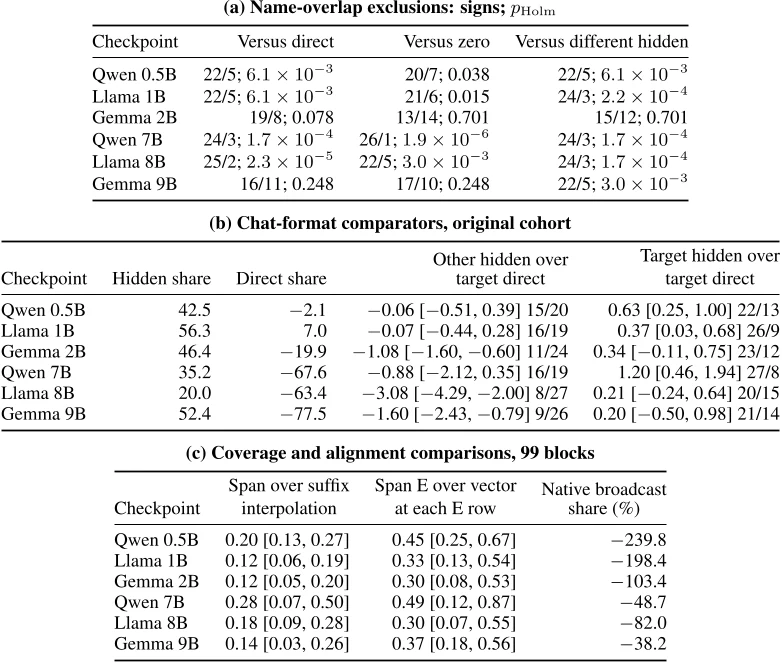 (a) Name-overlap exclusions: signs; pHolm
Checkpoint Versus direct Versus zero Versus different hidden
Qwen 0.5B 22/5; 6.1 × 10−3 20/7; 0.038 22/5; 6.1 × 10−3
Llama 1B 22/5; 6.1 × 10−3 21/6; 0.015 24/3; 2.2 × 10−4
Gemma 2B 19/8; 0.078 13/14; 0.701 15/12; 0.701
Qwen 7B 24/3; 1.7 × 10−4 26/1; 1.9 × 10−6 24/3; 1.7 × 10−4
Llama 8B 25/2; 2.3 × 10−5 22/5; 3.0 × 10−3 24/3; 1.7 × 10−4
Gemma 9B 16/11; 0.248 17/10; 0.248 22/5; 3.0 × 10−3
(b) Chat-format comparators, original cohort
Other hidden over Target hidden over
Checkpoint Hidden share Direct share target direct target direct
Qwen 0.5B 42.5 −2.1 −0.06 [−0.51, 0.39] 15/20 0.63 [0.25, 1.00] 22/13
Llama 1B 56.3 7.0 −0.07 [−0.44, 0.28] 16/19 0.37 [0.03, 0.68] 26/9
Gemma 2B 46.4 −19.9 −1.08 [−1.60, −0.60] 11/24 0.34 [−0.11, 0.75] 23/12
Qwen 7B 35.2 −67.6 −0.88 [−2.12, 0.35] 16/19 1.20 [0.46, 1.94] 27/8
Llama 8B 20.0 −63.4 −3.08 [−4.29, −2.00] 8/27 0.21 [−0.24, 0.64] 20/15
Gemma 9B 52.4 −77.5 −1.60 [−2.43, −0.79] 9/26 0.20 [−0.50, 0.98] 21/14
(c) Coverage and alignment comparisons, 99 blocks
Span over suffix Span E over vector Native broadcast
Checkpoint interpolation at each E row share (%)
Qwen 0.5B 0.20 [0.13, 0.27] 0.45 [0.25, 0.67] −239.8
Llama 1B 0.12 [0.06, 0.19] 0.33 [0.13, 0.54] −198.4
Gemma 2B 0.12 [0.05, 0.20] 0.30 [0.08, 0.53] −103.4
Qwen 7B 0.28 [0.07, 0.50] 0.49 [0.12, 0.87] −48.7
Llama 8B 0.18 [0.09, 0.28] 0.30 [0.07, 0.55] −82.0
Gemma 9B 0.14 [0.03, 0.26] 0.37 [0.18, 0.56] −38.2